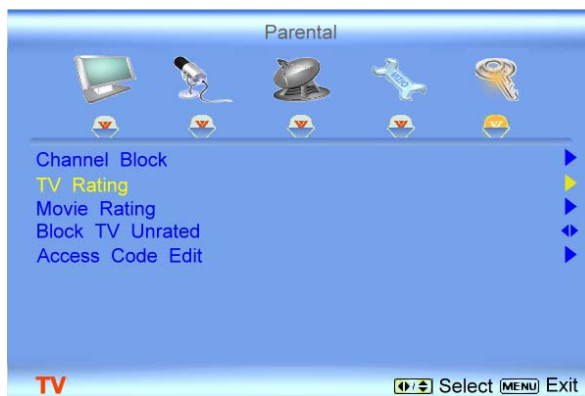 Parental
Channel Block
TV Rating
Movie Rating
Block TV Unrated
Access Code Edit
TV Select MENU Exit